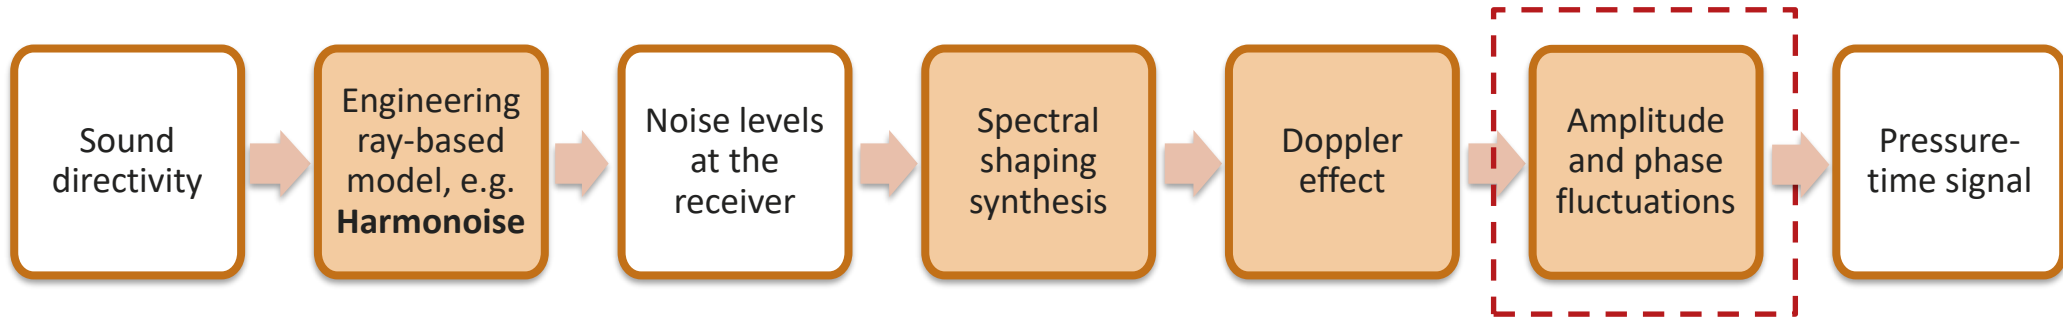 Sound
directivity
Engineering
ray-based
model, e.g.
Harmonoise
Noise levels
at the
receiver
Spectral
shaping
synthesis
Doppler
effect
Amplitude
and phase
fluctuations
Pressure-
time signal